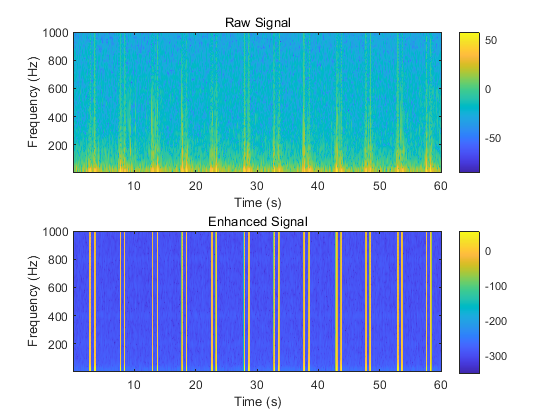 Raw Signal
1000
800
600
400
200
Frequency (Hz)
10 20 30 40 50 60
Time (s)
50
0
-50
Enhanced Signal
1000
800
600
400
200
Frequency (Hz)
10 20 30 40 50 60
Time (s)
0
-100
-200
-300